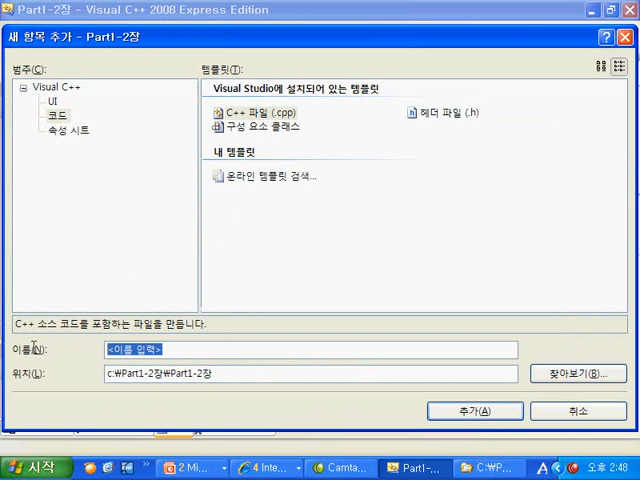 Part1-2장 - Visual C++ 2008 Express Edition
새 항목 추가 - Part1-2장
범주(C):
템플릿(T):
Visual C++
UI
코드
속성 시트
Visual Studio에 설치되어 있는 템플릿
C++ 파일 (.cpp)
헤더 파일 (.h)
구성 요소 클래스
내 템플릿
온라인 템플릿 검색...
C++ 소스 코드를 포함하는 파일을 만듭니다.
이름(N):
<이름 입력>
위치(L):
c:\Part1-2장\Part1-2장
찾아보기(B)...
추가(A)
취소
시작
2 Mi...
4 Inte...
Camta...
Part1-...
C:\P...
A
오후 2:48